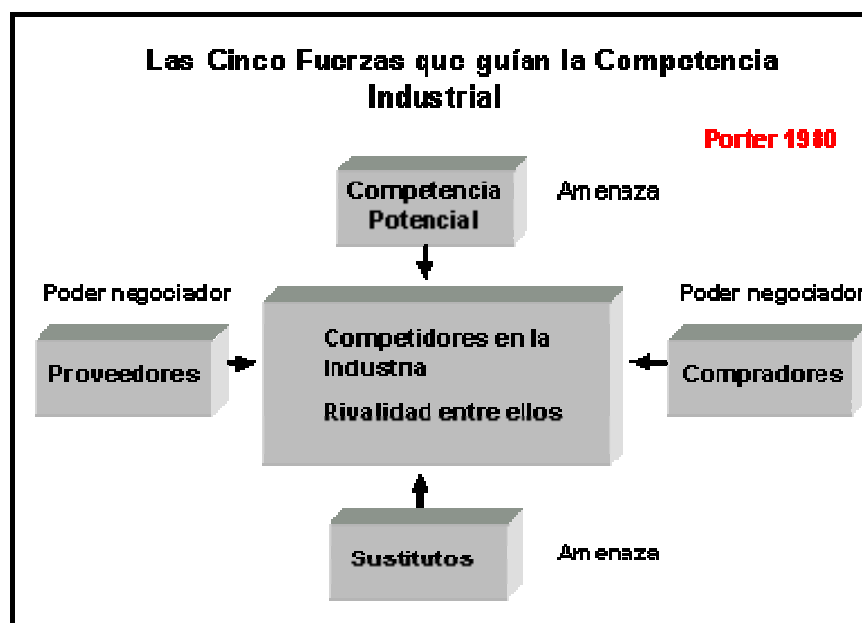 Las Cinco Fuerzas que guían la Competencia
Industrial
Porter 1980
Competencia
Potencial
Amenaza
Poder negociador
Poder negociador
Proveedores
Competidores en la
Industria
Rivalidad entre ellos
Compradores
Sustitutos
Amenaza